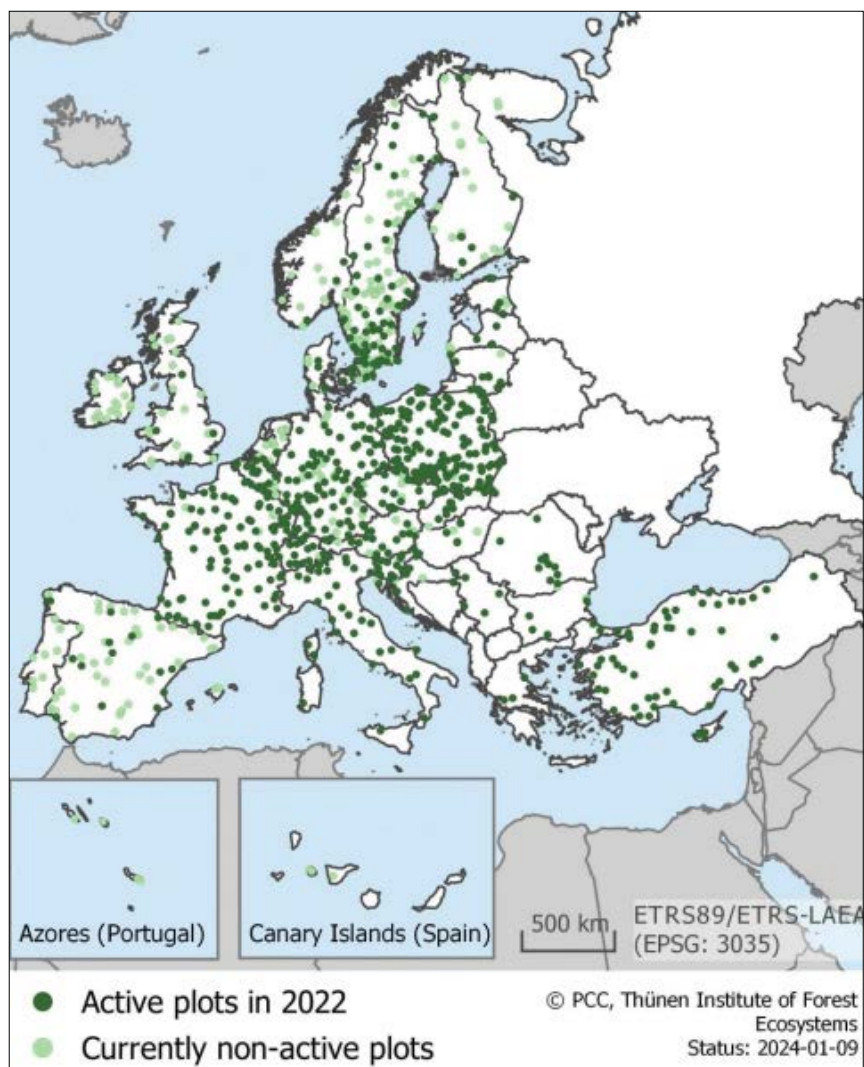 Azores (Portugal)
Canary Islands (Spain)
500 km
ETRS89/ETRS-LAEA
(EPSG: 3035)
Active plots in 2022
Currently non-active plots
© PCC, Thünen Institute of Forest
Ecosystems
Status: 2024-01-09